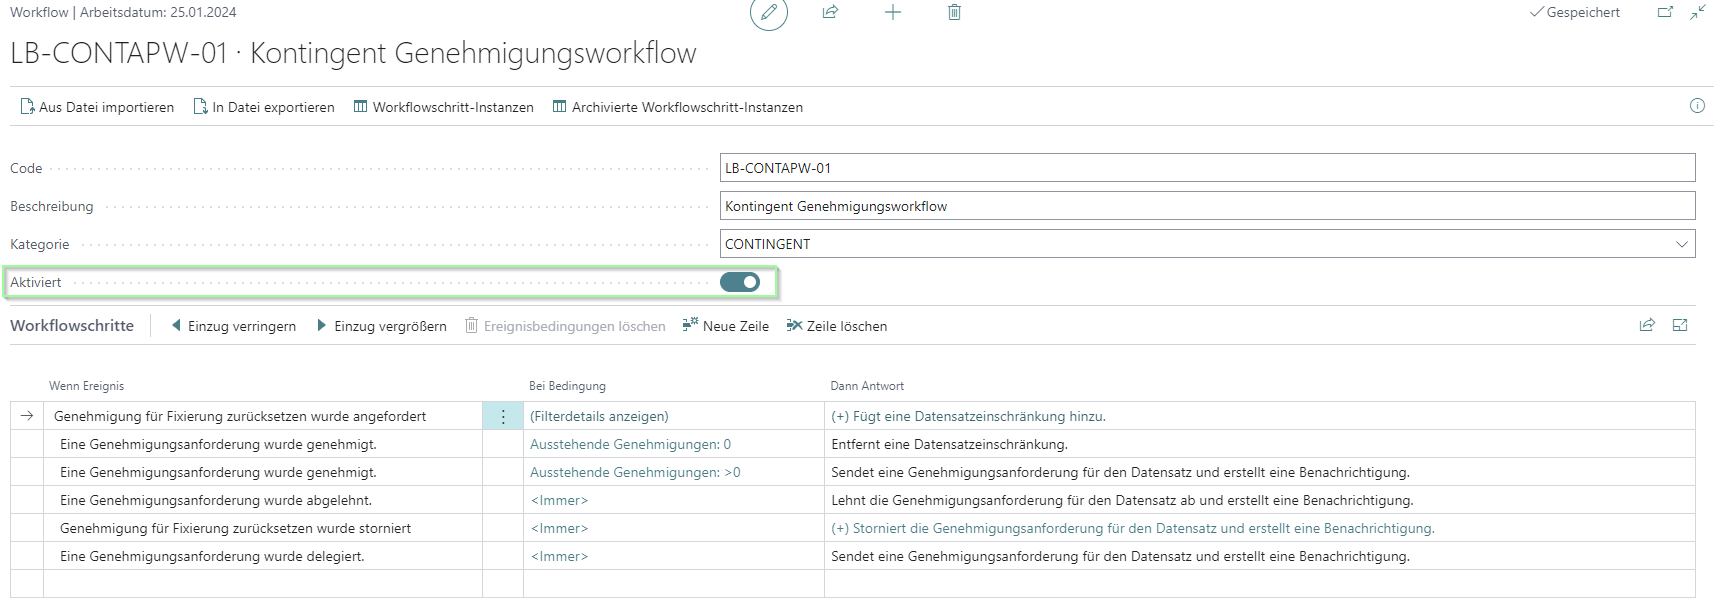 Workflow | Arbeitsdatum: 25.01.2024
Gespeichert
LB-CONTAPW-01 · Kontingent Genehmigungsworkflow
Aus Datei importieren In Datei exportieren Workflowschritt-Instanzen Archivierte Workflowschritt-Instanzen
Code LB-CONTAPW-01
Beschreibung Kontingent Genehmigungsworkflow
Kategorie CONTINGENT
Aktiviert
Workflowschritte Einzug verringern Einzug vergrößern Ereignisbedingungen löschen Neue Zeile Zeile löschen
Wenn Ereignis Bei Bedingung Dann Antwort
Genehmigung für Fixierung zurücksetzen wurde angefordert (Filterdetails anzeigen) (+) Fügt eine Datensatzeinschränkung hinzu.
Eine Genehmigungsanforderung wurde genehmigt. Ausstehende Genehmigungen: 0 Entfernt eine Datensatzeinschränkung.
Eine Genehmigungsanforderung wurde genehmigt. Ausstehende Genehmigungen: >0 Sendet eine Genehmigungsanforderung für den Datensatz und erstellt eine Benachrichtigung.
Eine Genehmigungsanforderung wurde abgelehnt. <Immer> Lehnt die Genehmigungsanforderung für den Datensatz ab und erstellt eine Benachrichtigung.
Genehmigung für Fixierung zurücksetzen wurde storniert <Immer> (+) Storniert die Genehmigungsanforderung für den Datensatz und erstellt eine Benachrichtigung.
Eine Genehmigungsanforderung wurde delegiert. <Immer> Sendet eine Genehmigungsanforderung für den Datensatz und erstellt eine Benachrichtigung.